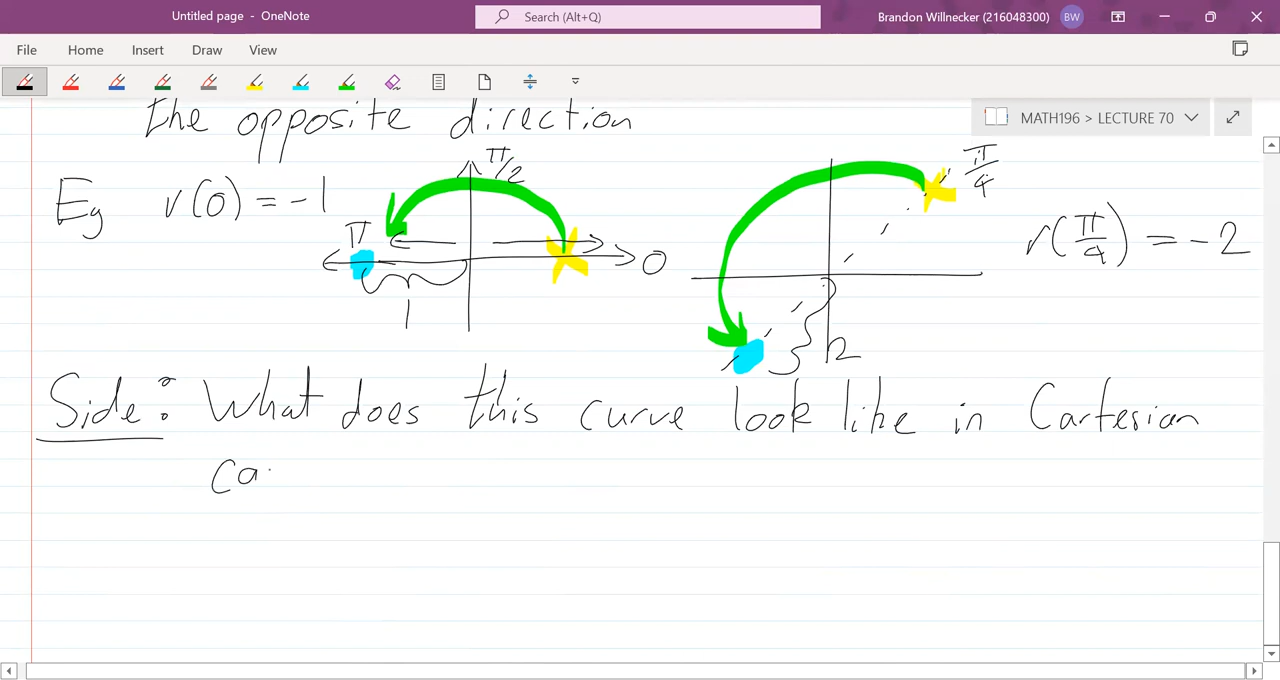 Untitled page - OneNote
Search (Alt+Q)
Brandon Willnecker (216048300)
BW
File Home Insert Draw View
MATH196 > LECTURE 70
the opposite direction
Eg r(0) = -1
π/2
π
0
1
π/4
2
r(π/4) = -2
Side: What does this curve look like in Cartesian
ca